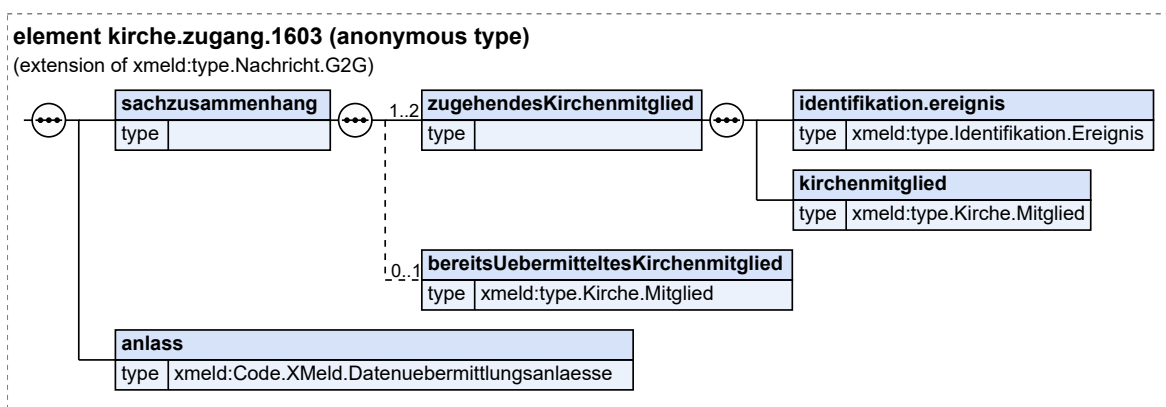 element kirche.zugang.1603 (anonymous type)
(extension of xmeld:type.Nachricht.G2G)
sachzusammenhang
type
1..2
zugehendesKirchenmitglied
type
identifikation.ereignis
type xmeld:type.Identifikation.Ereignis
kirchenmitglied
type xmeld:type.Kirche.Mitglied
0..1
bereitsUebermitteltesKirchenmitglied
type xmeld:type.Kirche.Mitglied
anlass
type xmeld:Code.XMeld.Datenuebermittlungsanlaesse